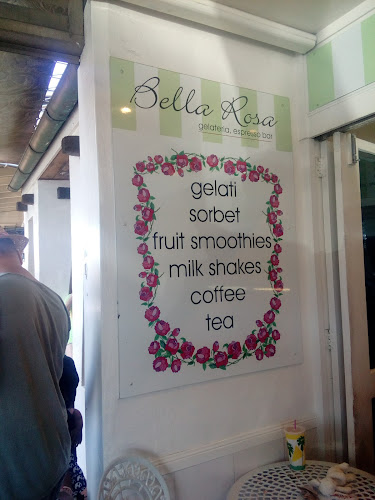 Bella Rosa
gelateria, espresso bar
gelati
sorbet
fruit smoothies
milk shakes
coffee
tea